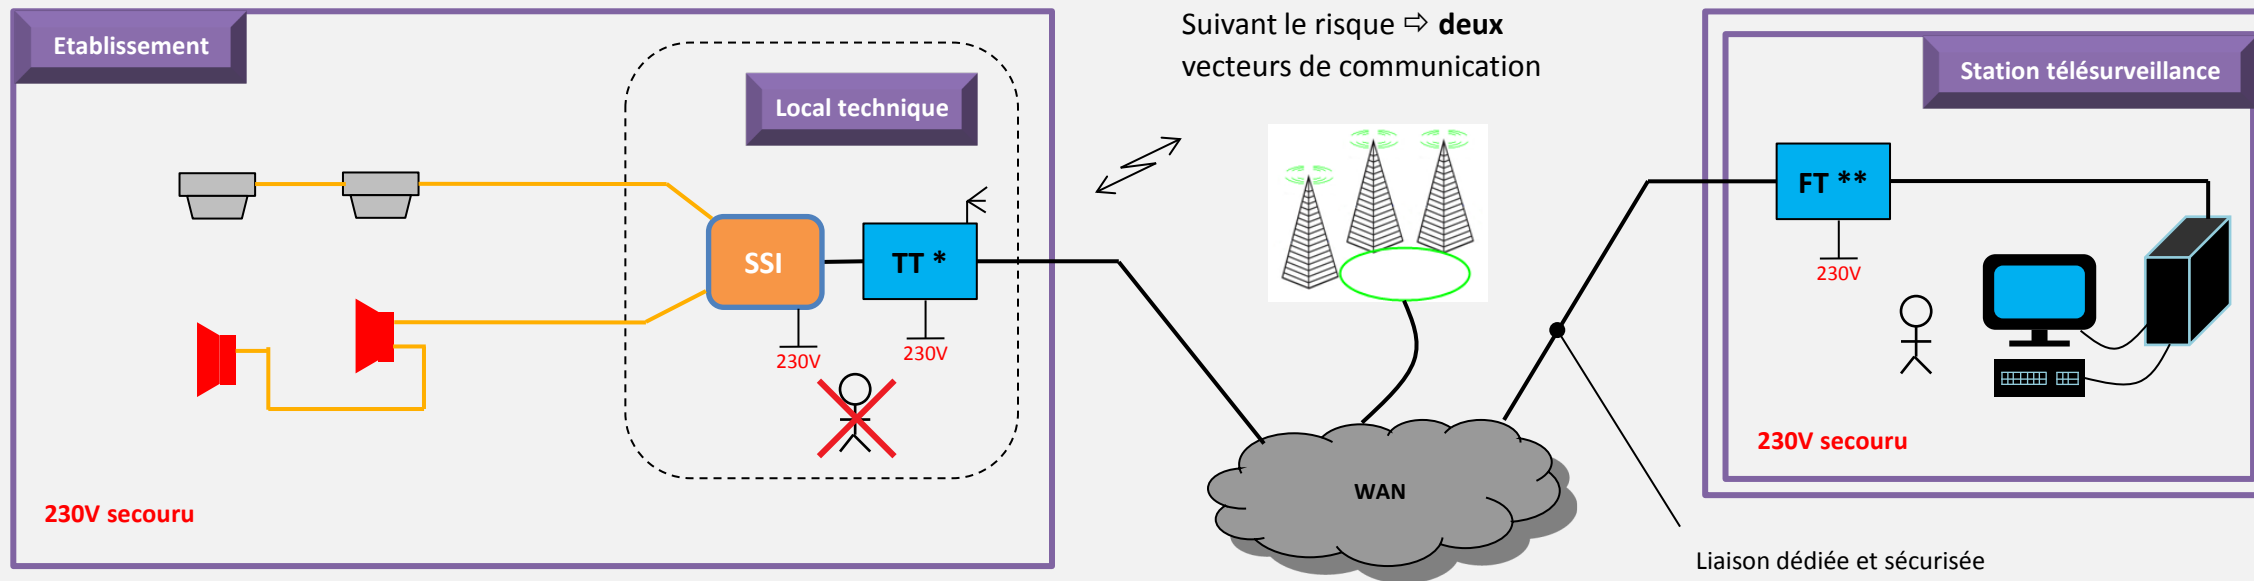 Etablissement
Local technique
SSI
TT *
230V
230V
230V secouru
Suivant le risque ⇨ deux
vecteurs de communication
WAN
Station télésurveillance
FT **
230V
230V secouru
Liaison dédiée et sécurisée